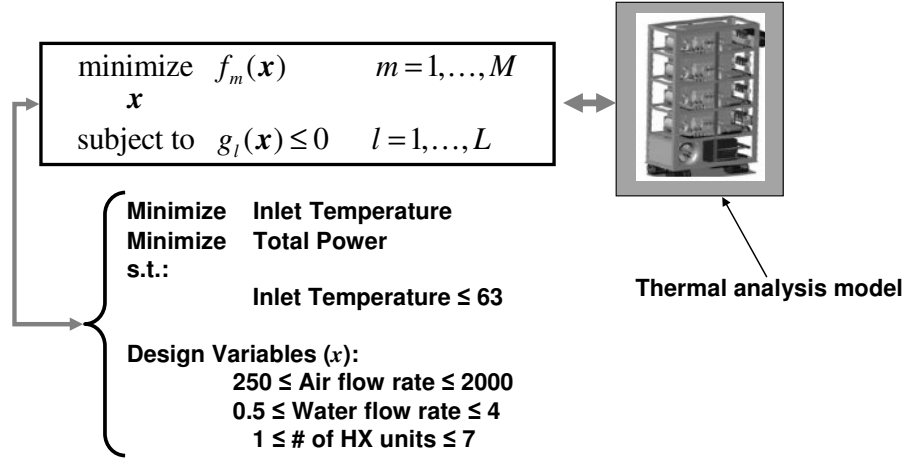 minimize f_m(x) m = 1,…,M
x
subject to g_l(x) ≤ 0 l = 1,…,L
Minimize Inlet Temperature
Minimize Total Power
s.t.:
Inlet Temperature ≤ 63
Thermal analysis model
Design Variables (x):
250 ≤ Air flow rate ≤ 2000
0.5 ≤ Water flow rate ≤ 4
1 ≤ # of HX units ≤ 7